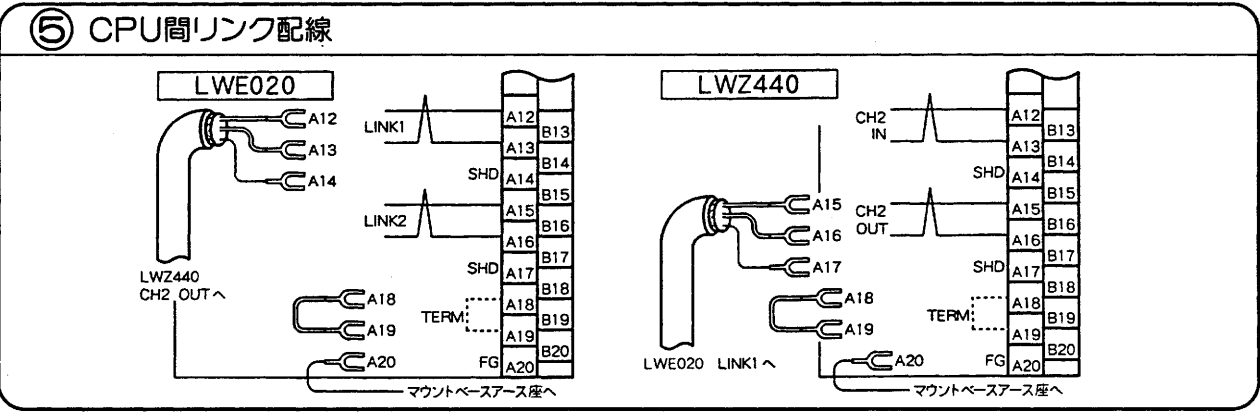 ⑤ CPU間リンク配線
LWE020
A12
A13
A14
LINK1
SHD
LINK2
SHD
TERM
FG
A12
A13
A14
A15
A16
A17
A18
A19
A20
B13
B14
B15
B16
B17
B18
B19
B20
LWZ440
CH2 OUTへ
A18
A19
A20
マウントベースアース座へ
LWZ440
A15
A16
A17
CH2
IN
SHD
CH2
OUT
SHD
TERM
FG
A12
A13
A14
A15
A16
A17
A18
A19
A20
B13
B14
B15
B16
B17
B18
B19
B20
A18
A19
A20
LWE020 LINK1へ
マウントベースアース座へ